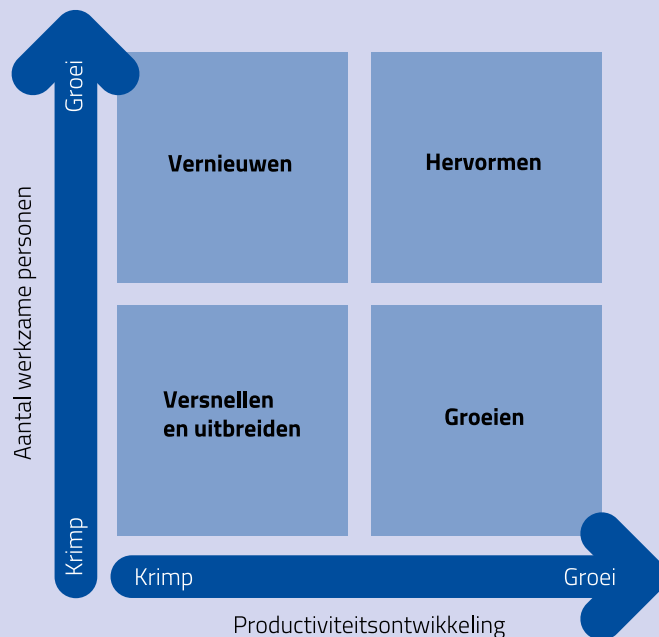 Groei
Aantal werkzame personen
Krimp
Vernieuwen
Hervormen
Versnellen
en uitbreiden
Groeien
Krimp
Groei
Productiviteitsontwikkeling